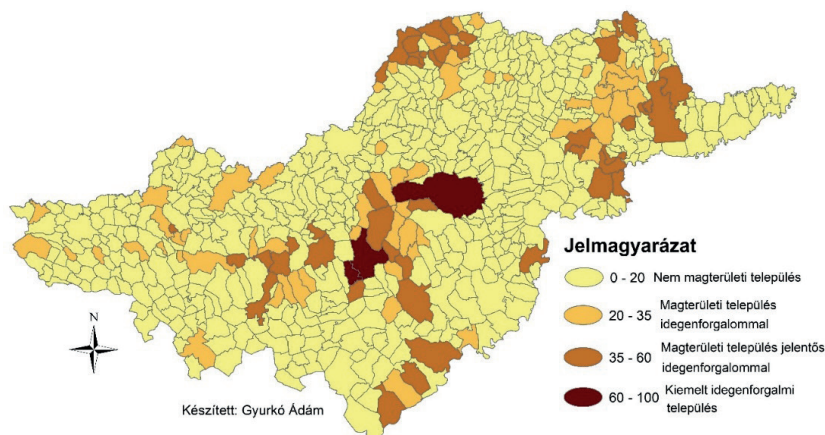 Jelmagyarázat
0 - 20 Nem magterületi település
20 - 35 Magterületi település
idegenforgalommal
35 - 60 Magterületi település jelentős
idegenforgalommal
60 - 100 Kiemelt idegenforgalmi
település
N
Készített: Gyurkó Ádám